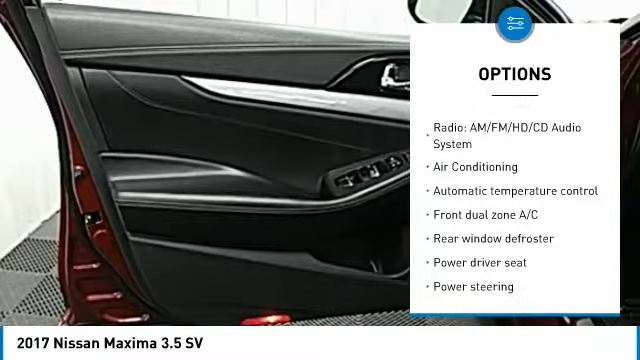 OPTIONS
Radio: AM/FM/HD/CD Audio
System
Air Conditioning
Automatic temperature control
Front dual zone A/C
Rear window defroster
Power driver seat
Power steering
2017 Nissan Maxima 3.5 SV